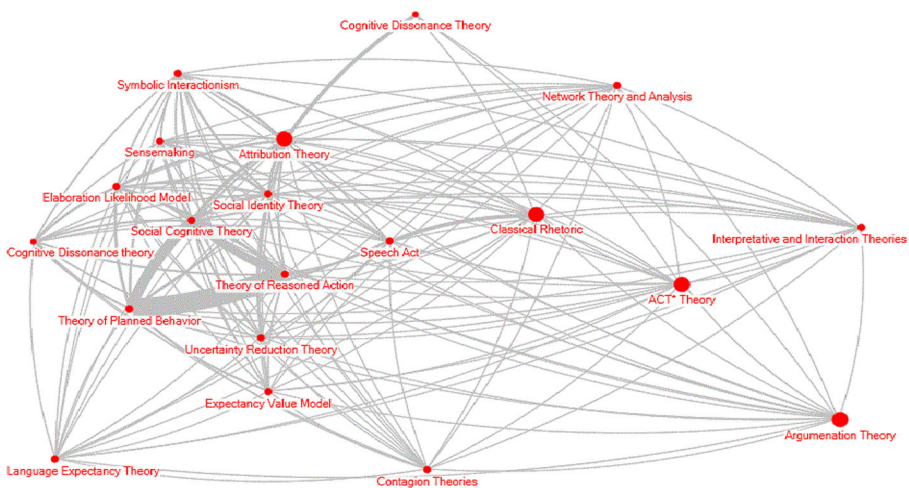 Cognitive Dissonance Theory
Symbolic Interactionism
Network Theory and Analysis
Sensemaking
Attribution Theory
Elaboration Likelihood Model
Social Identity Theory
Social Cognitive Theory
Classical Rhetoric
Interpretative and Interaction Theories
Cognitive Dissonance theory
Speech Act
Theory of Reasoned Action
ACT* Theory
Theory of Planned Behavior
Uncertainty Reduction Theory
Expectancy Value Model
Argumenation Theory
Language Expectancy Theory
Contagion Theories